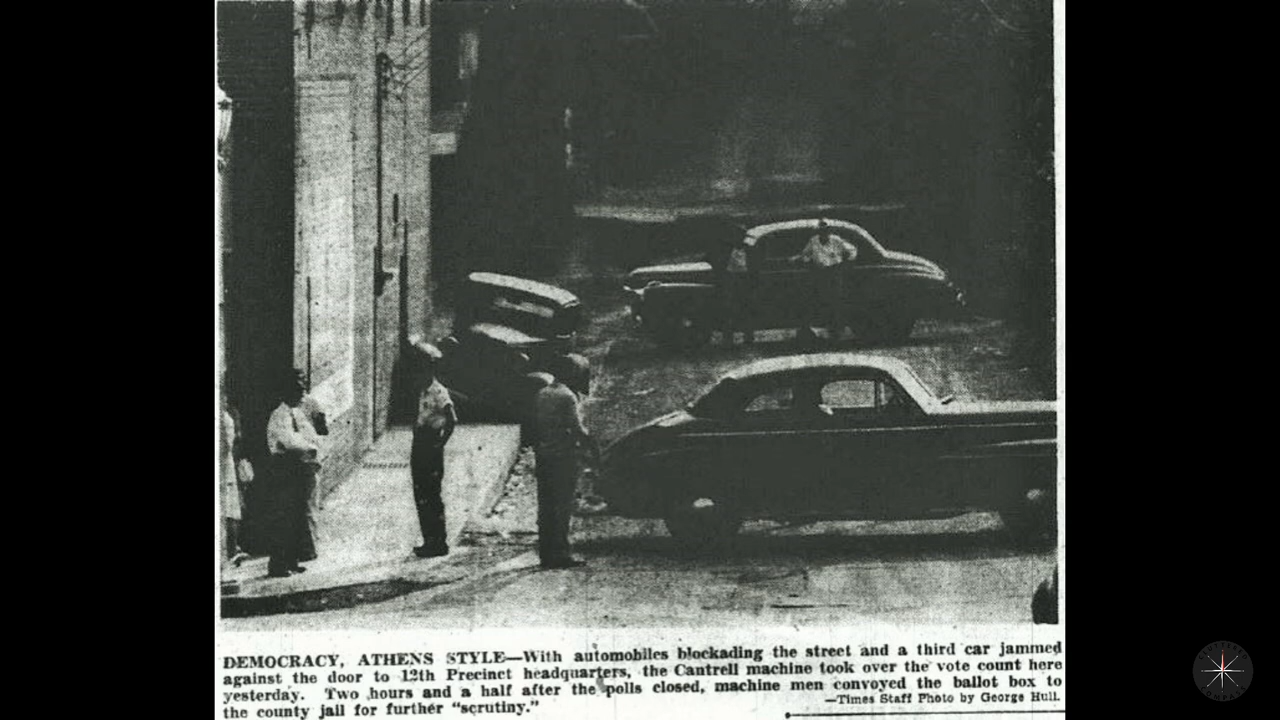 DEMOCRACY, ATHENS STYLE—With automobiles blockading the street and a third car jammed
against the door to 12th Precinct headquarters, the Cantrell machine took over the vote count here
yesterday. Two hours and a half after the polls closed, machine men convoyed the ballot box to
the county jail for further "scrutiny."
—Times Staff Photo by George Hull.